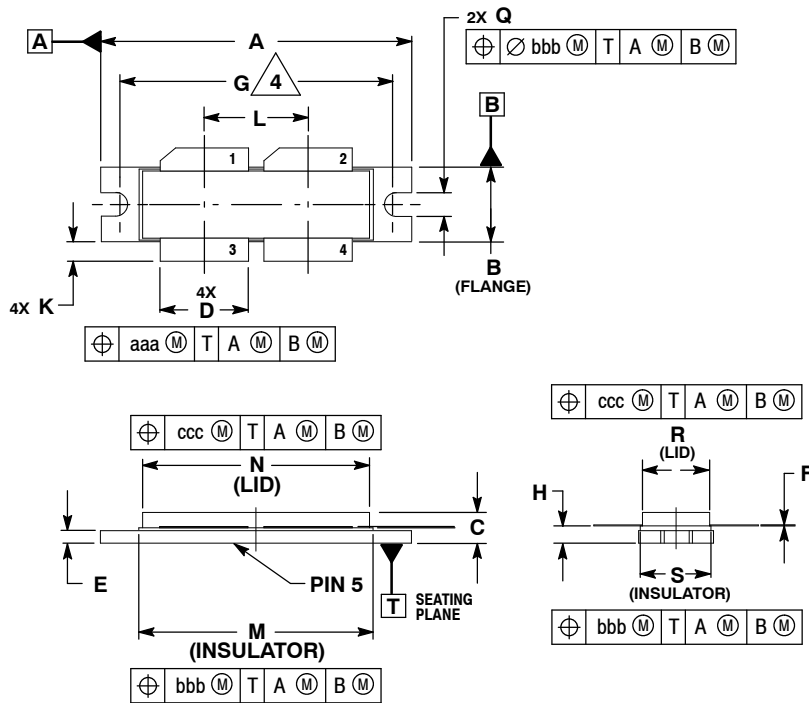 A
A
2X Q
⌖ ∅ bbb Ⓜ T A Ⓜ B Ⓜ
G 4
L
B
1
2
3
4
B
(FLANGE)
4X K
4X
D
⌖ aaa Ⓜ T A Ⓜ B Ⓜ
⌖ ccc Ⓜ T A Ⓜ B Ⓜ
N
(LID)
C
E
PIN 5
T SEATING
PLANE
M
(INSULATOR)
⌖ bbb Ⓜ T A Ⓜ B Ⓜ
⌖ ccc Ⓜ T A Ⓜ B Ⓜ
R
(LID)
F
H
S
(INSULATOR)
⌖ bbb Ⓜ T A Ⓜ B Ⓜ